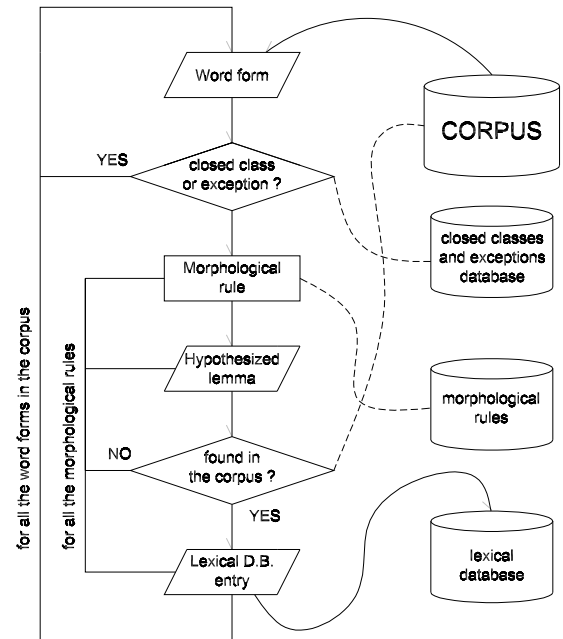 Word form
CORPUS
YES
closed class
or exception ?
closed classes
and exceptions
database
Morphological
rule
Hypothesized
lemma
morphological
rules
for all the word forms in the corpus
for all the morphological rules
NO
found in
the corpus ?
YES
Lexical D.B.
entry
lexical
database